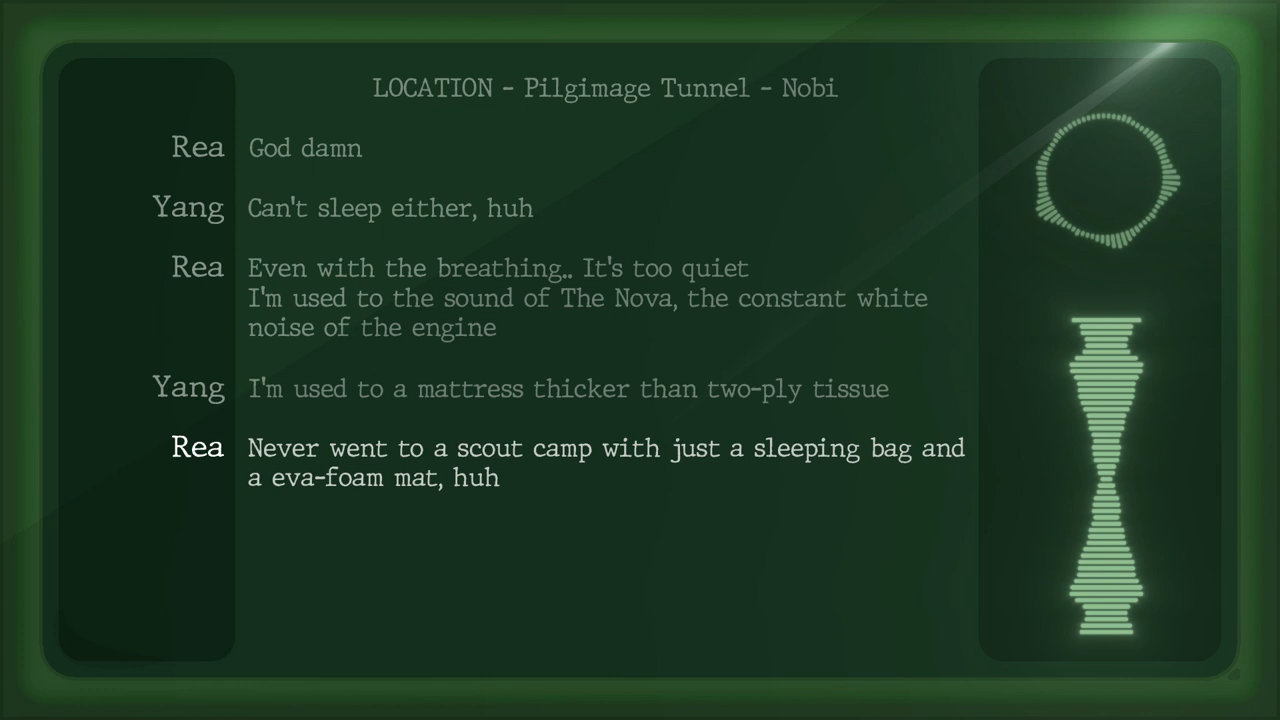 LOCATION - Pilgimage Tunnel - Nobi
Rea God damn
Yang Can't sleep either, huh
Rea Even with the breathing.. It's too quiet
I'm used to the sound of The Nova, the constant white
noise of the engine
Yang I'm used to a mattress thicker than two-ply tissue
Rea Never went to a scout camp with just a sleeping bag and
a eva-foam mat, huh